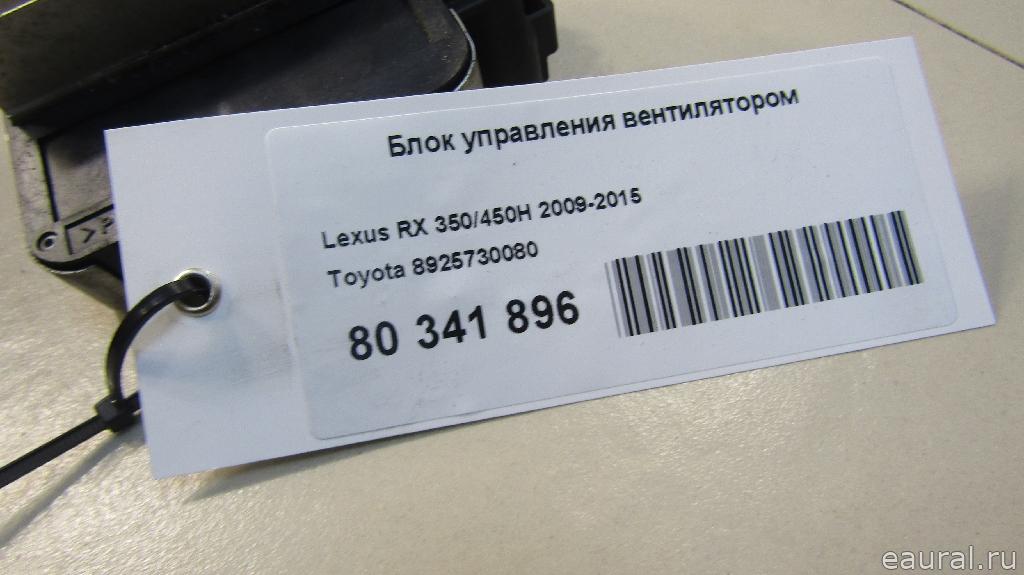 Блок управления вентилятором
Lexus RX 350/450H 2009-2015
Toyota 8925730080
80 341 896
>P
eaural.ru